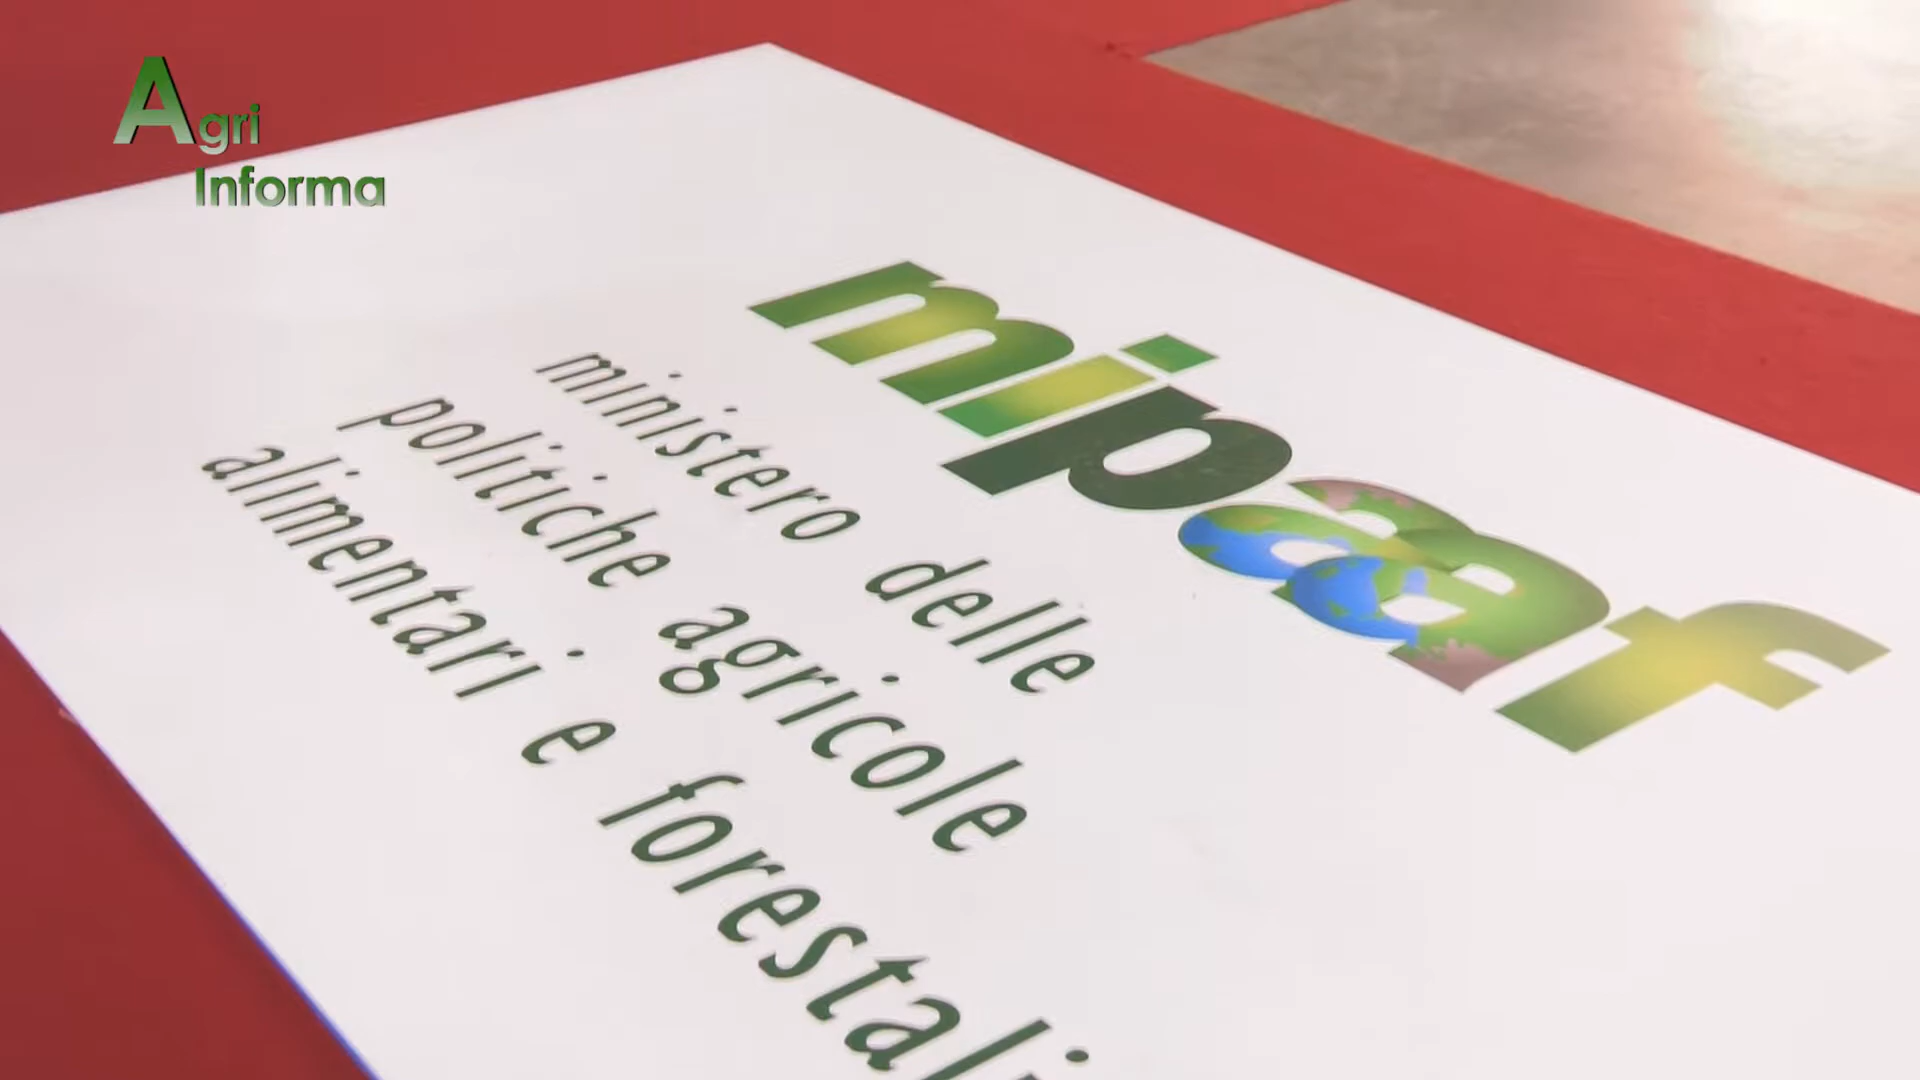 Agri
Informa
mipaaf
ministero delle
politiche agricole
alimentari e forestali